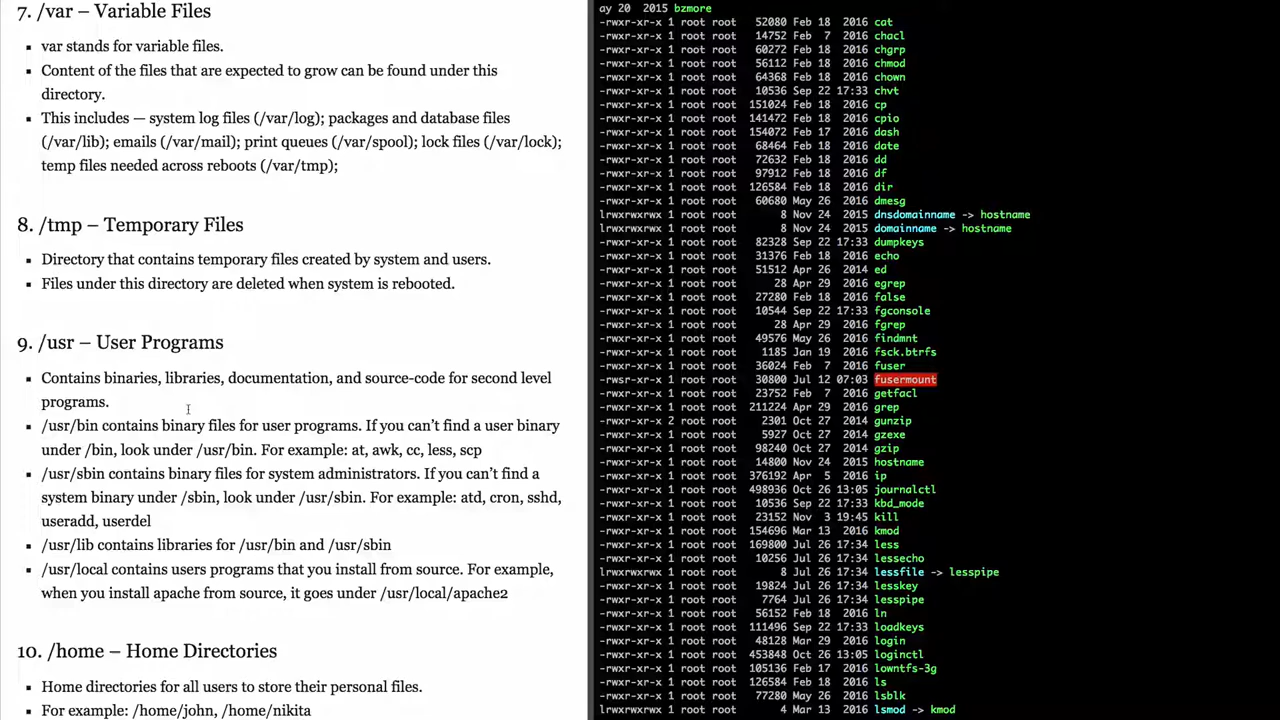 7. /var – Variable Files
▪ var stands for variable files.
▪ Content of the files that are expected to grow can be found under this
directory.
▪ This includes — system log files (/var/log); packages and database files
(/var/lib); emails (/var/mail); print queues (/var/spool); lock files (/var/lock);
temp files needed across reboots (/var/tmp);
8. /tmp – Temporary Files
▪ Directory that contains temporary files created by system and users.
▪ Files under this directory are deleted when system is rebooted.
9. /usr – User Programs
▪ Contains binaries, libraries, documentation, and source-code for second level
programs.
▪ /usr/bin contains binary files for user programs. If you can’t find a user binary
under /bin, look under /usr/bin. For example: at, awk, cc, less, scp
▪ /usr/sbin contains binary files for system administrators. If you can’t find a
system binary under /sbin, look under /usr/sbin. For example: atd, cron, sshd,
useradd, userdel
▪ /usr/lib contains libraries for /usr/bin and /usr/sbin
▪ /usr/local contains users programs that you install from source. For example,
when you install apache from source, it goes under /usr/local/apache2
10. /home – Home Directories
▪ Home directories for all users to store their personal files.
▪ For example: /home/john, /home/nikita
ay 20  2015 bzmore
-rwxr-xr-x 1 root root   52080 Feb 18  2016 cat
-rwxr-xr-x 1 root root   14752 Feb  7  2016 chacl
-rwxr-xr-x 1 root root   60272 Feb 18  2016 chgrp
-rwxr-xr-x 1 root root   56112 Feb 18  2016 chmod
-rwxr-xr-x 1 root root   64368 Feb 18  2016 chown
-rwxr-xr-x 1 root root   10536 Sep 22 17:33 chvt
-rwxr-xr-x 1 root root  151024 Feb 18  2016 cp
-rwxr-xr-x 1 root root  141472 Feb 18  2016 cpio
-rwxr-xr-x 1 root root  154072 Feb 17  2016 dash
-rwxr-xr-x 1 root root   68464 Feb 18  2016 date
-rwxr-xr-x 1 root root   72632 Feb 18  2016 dd
-rwxr-xr-x 1 root root   97912 Feb 18  2016 df
-rwxr-xr-x 1 root root  126584 Feb 18  2016 dir
-rwxr-xr-x 1 root root   60680 May 26  2016 dmesg
lrwxrwxrwx 1 root root       8 Nov 24  2015 dnsdomainname -> hostname
lrwxrwxrwx 1 root root       8 Nov 24  2015 domainname -> hostname
-rwxr-xr-x 1 root root   82328 Sep 22 17:33 dumpkeys
-rwxr-xr-x 1 root root   31376 Feb 18  2016 echo
-rwxr-xr-x 1 root root   51512 Apr 26  2014 ed
-rwxr-xr-x 1 root root      28 Apr 29  2016 egrep
-rwxr-xr-x 1 root root   27280 Feb 18  2016 false
-rwxr-xr-x 1 root root   10544 Sep 22 17:33 fgconsole
-rwxr-xr-x 1 root root      28 Apr 29  2016 fgrep
-rwxr-xr-x 1 root root   49576 May 26  2016 findmnt
-rwxr-xr-x 1 root root    1185 Jan 19  2016 fsck.btrfs
-rwxr-xr-x 1 root root   36024 Feb  7  2016 fuser
-rwsr-xr-x 1 root root   30800 Jul 12 07:03 fusermount
-rwxr-xr-x 1 root root   23752 Feb  7  2016 getfacl
-rwxr-xr-x 1 root root  211224 Apr 29  2016 grep
-rwxr-xr-x 2 root root    2301 Oct 27  2014 gunzip
-rwxr-xr-x 1 root root    5927 Oct 27  2014 gzexe
-rwxr-xr-x 1 root root   98240 Oct 27  2014 gzip
-rwxr-xr-x 1 root root   14800 Nov 24  2015 hostname
-rwxr-xr-x 1 root root  376192 Apr  5  2016 ip
-rwxr-xr-x 1 root root  498936 Oct 26 13:05 journalctl
-rwxr-xr-x 1 root root   10536 Sep 22 17:33 kbd_mode
-rwxr-xr-x 1 root root   23152 Nov  3 19:45 kill
-rwxr-xr-x 1 root root  154696 Mar 13  2016 kmod
-rwxr-xr-x 1 root root  169800 Jul 26 17:34 less
-rwxr-xr-x 1 root root   10256 Jul 26 17:34 lessecho
lrwxrwxrwx 1 root root       8 Jul 26 17:34 lessfile -> lesspipe
-rwxr-xr-x 1 root root   19824 Jul 26 17:34 lesskey
-rwxr-xr-x 1 root root    7764 Jul 26 17:34 lesspipe
-rwxr-xr-x 1 root root   56152 Feb 18  2016 ln
-rwxr-xr-x 1 root root  111496 Sep 22 17:33 loadkeys
-rwxr-xr-x 1 root root   48128 Mar 29  2016 login
-rwxr-xr-x 1 root root  453848 Oct 26 13:05 loginctl
-rwxr-xr-x 1 root root  105136 Feb 17  2016 lowntfs-3g
-rwxr-xr-x 1 root root  126584 Feb 18  2016 ls
-rwxr-xr-x 1 root root   77280 May 26  2016 lsblk
lrwxrwxrwx 1 root root       4 Mar 13  2016 lsmod -> kmod